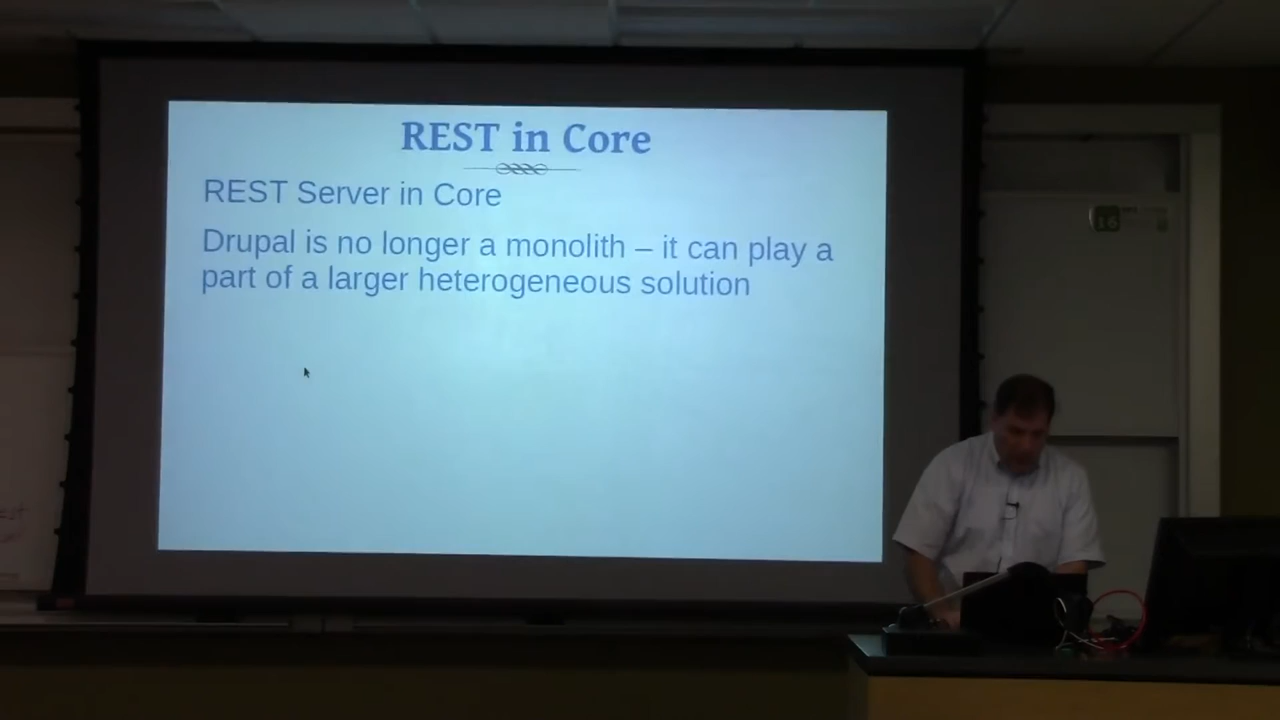 REST in Core
REST Server in Core
Drupal is no longer a monolith – it can play a
part of a larger heterogeneous solution
16